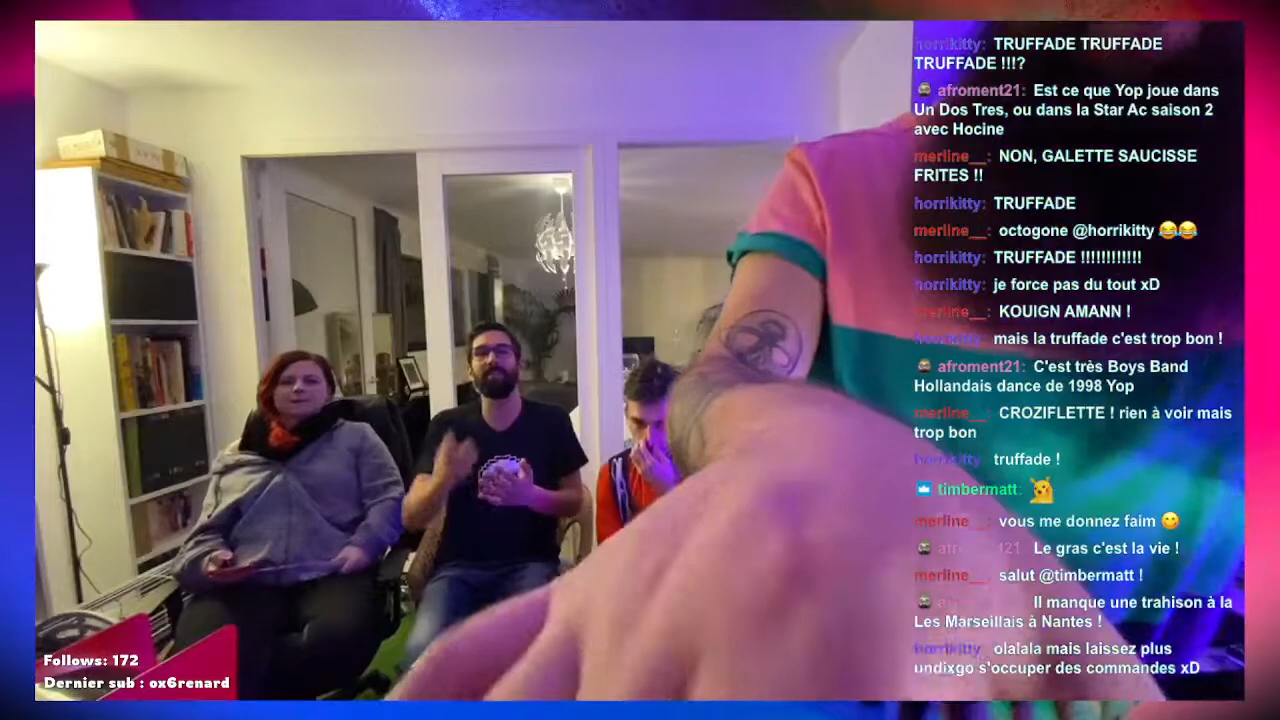 horrikitty: TRUFFADE TRUFFADE
TRUFFADE !!!?
afroment21: Est ce que Yop joue dans
Un Dos Tres, ou dans la Star Ac saison 2
avec Hocine
merline__: NON, GALETTE SAUCISSE
FRITES !!
horrikitty: TRUFFADE
merline__: octogone @horrikitty 😂😂
horrikitty: TRUFFADE !!!!!!!!!!!!
horrikitty: je force pas du tout xD
merline__: KOUIGN AMANN !
horrikitty: mais la truffade c'est trop bon !
afroment21: C'est très Boys Band
Hollandais dance de 1998 Yop
merline__: CROZIFLETTE ! rien à voir mais
trop bon
horrikitty: truffade !
timbermatt:
merline__: vous me donnez faim 😋
Le gras c'est la vie !
merline__: salut @timbermatt !
Il manque une trahison à la
Les Marseillais à Nantes !
horrikitty: olalala mais laissez plus
undixgo s'occuper des commandes xD
Follows: 172
Dernier sub : ox6renard